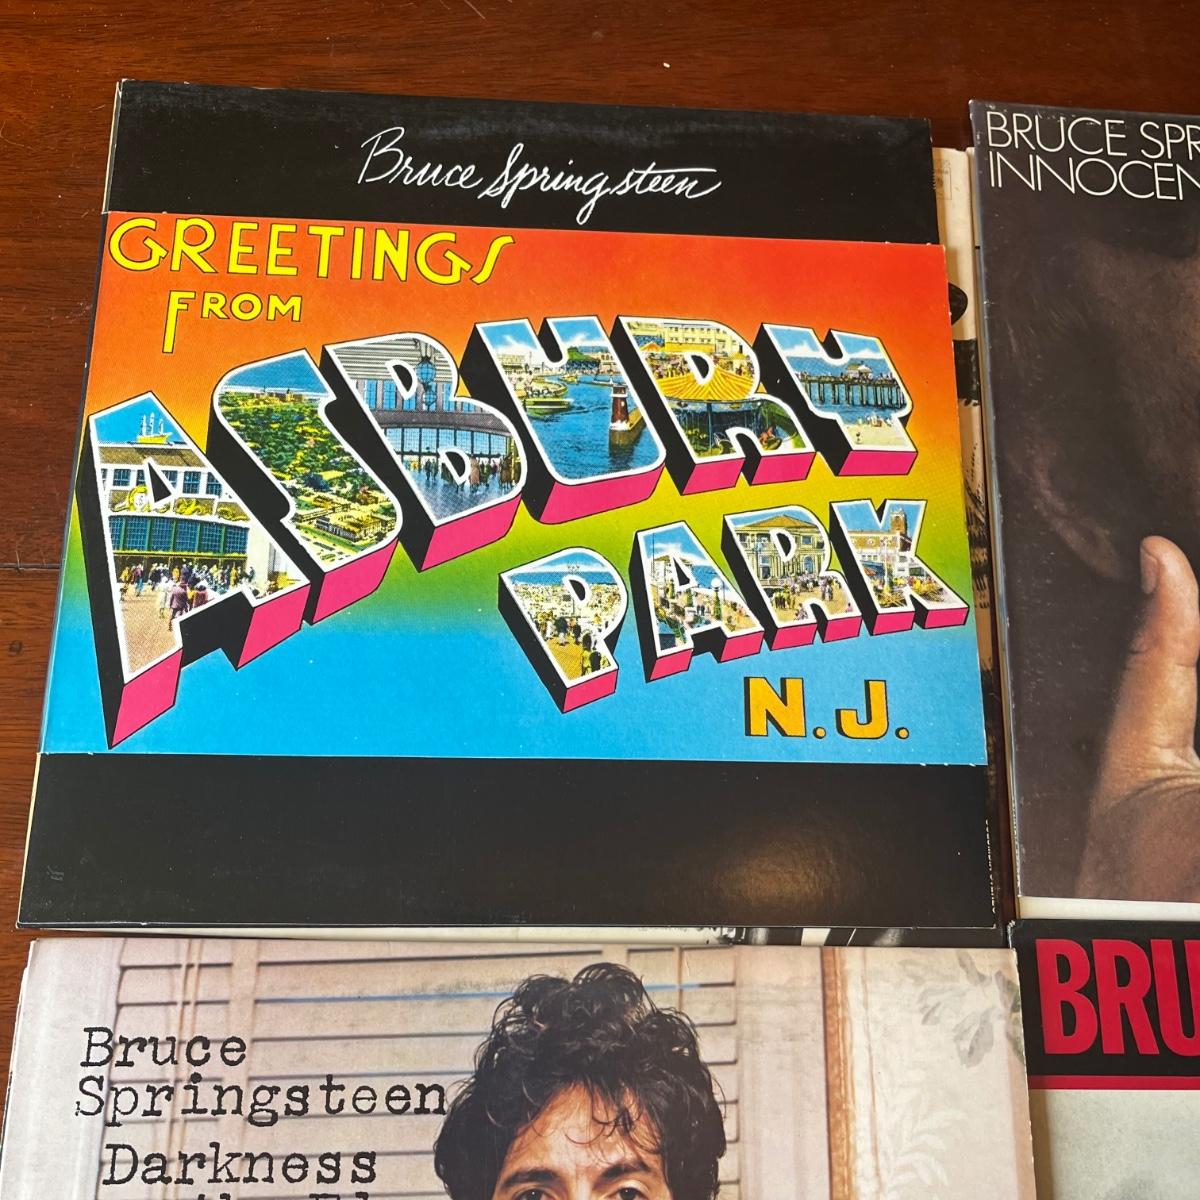 Bruce Springsteen
GREETINGS
FROM
ASBURY
PARK
N.J.
BRUCE SPR
INNOCEN
Bruce
Springsteen
Darkness
BRU